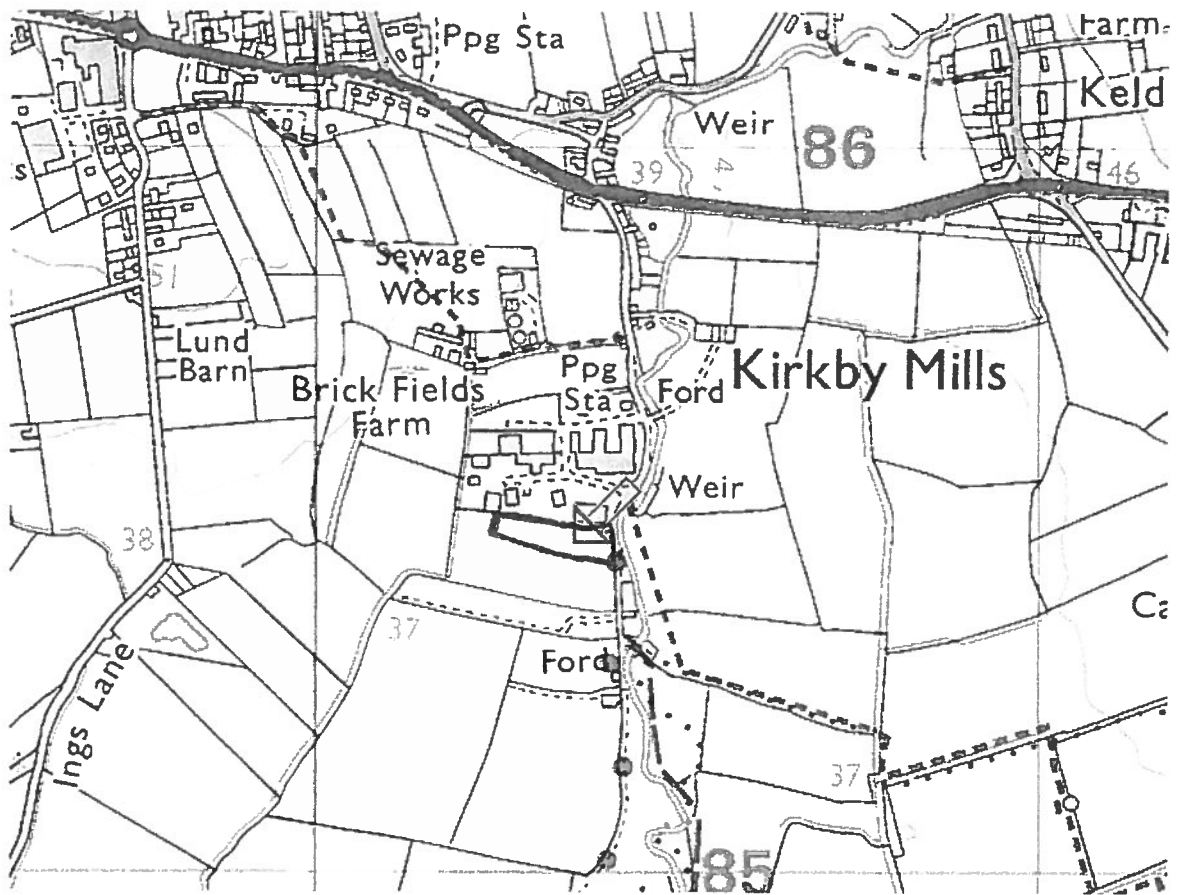 Ppg Sta
Farm
Keld
Weir
86
39
46
s
51
Sewage
Works
Lund
Barn
Ppg
Sta
Brick Fields
Farm
Ford
Kirkby Mills
Weir
38
37
Ca
Ford
Ings Lane
37
85